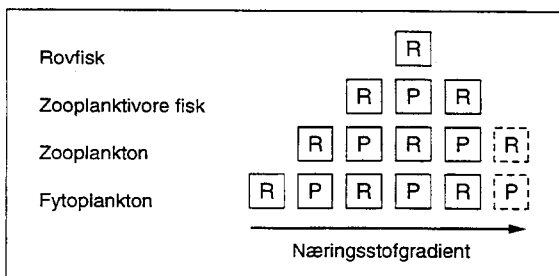 Rovfisk R
Zooplanktivore fisk R P R
Zooplankton R P R P R
Fytoplankton R P R P R P
Næringsstofgradient